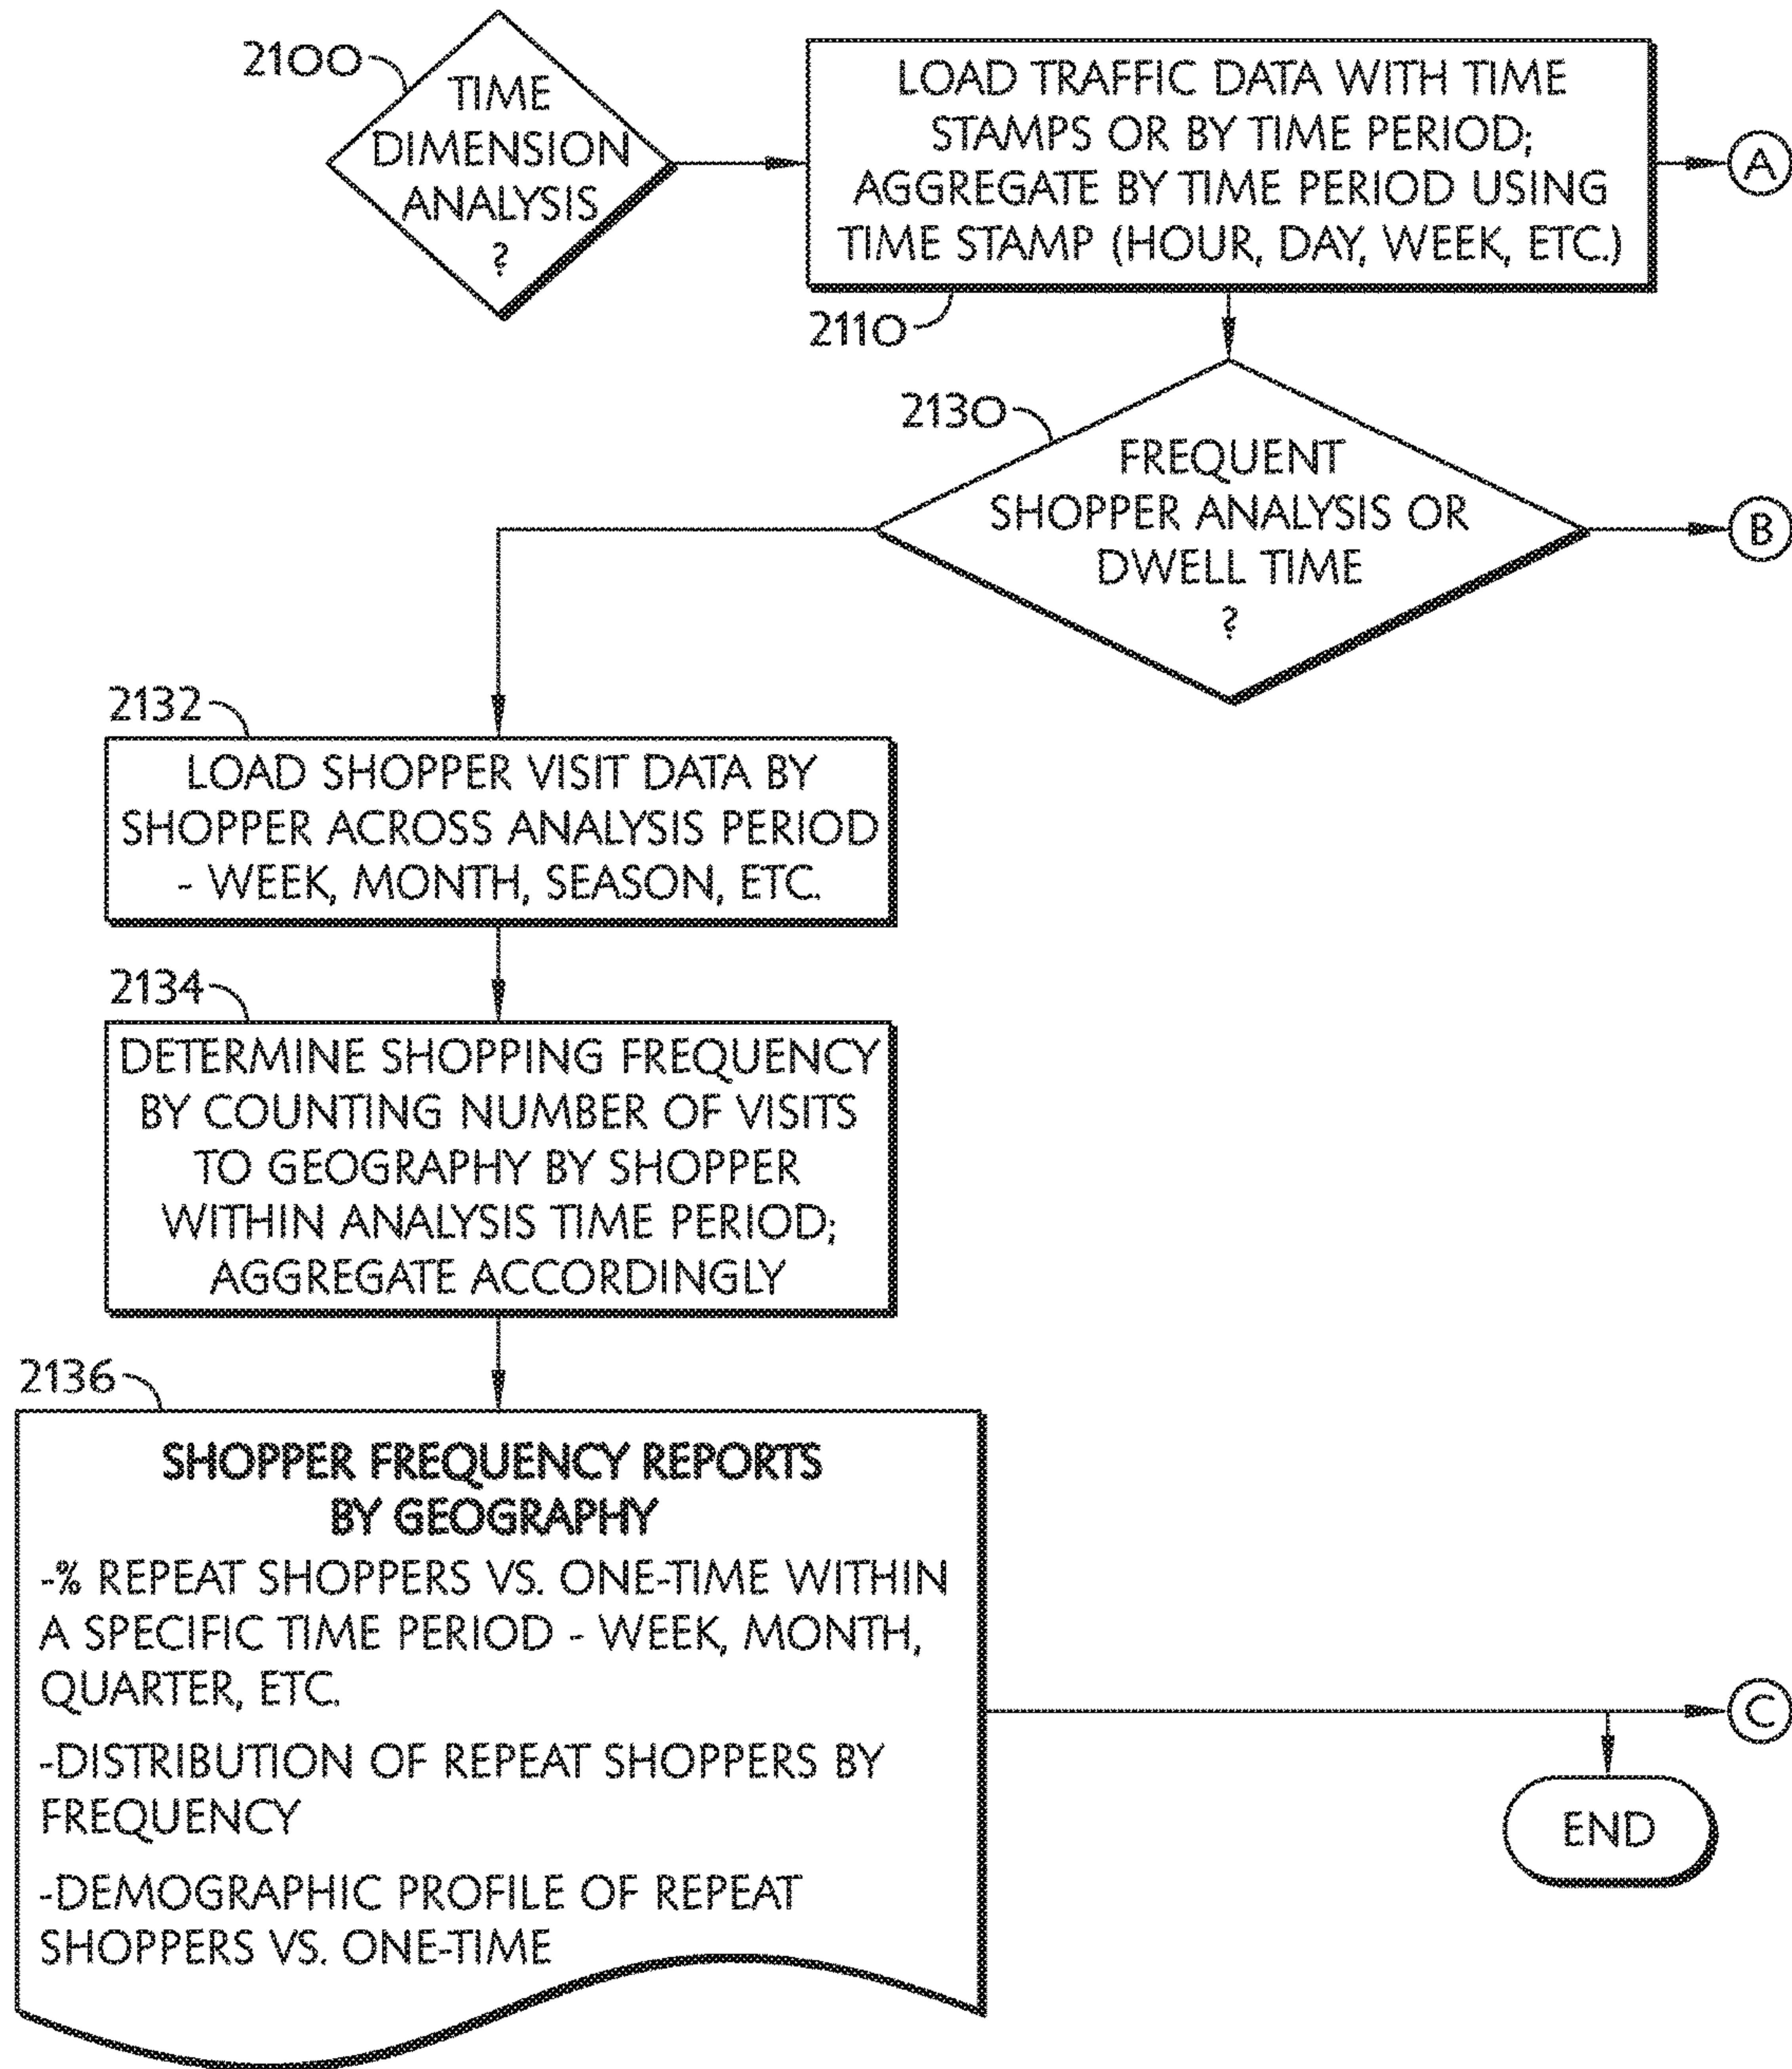 2100
TIME
DIMENSION
ANALYSIS
?
LOAD TRAFFIC DATA WITH TIME
STAMPS OR BY TIME PERIOD;
AGGREGATE BY TIME PERIOD USING
TIME STAMP (HOUR, DAY, WEEK, ETC.)
A
2110
2130
FREQUENT
SHOPPER ANALYSIS OR
DWELL TIME
?
B
2132
LOAD SHOPPER VISIT DATA BY
SHOPPER ACROSS ANALYSIS PERIOD
- WEEK, MONTH, SEASON, ETC.
2134
DETERMINE SHOPPING FREQUENCY
BY COUNTING NUMBER OF VISITS
TO GEOGRAPHY BY SHOPPER
WITHIN ANALYSIS TIME PERIOD;
AGGREGATE ACCORDINGLY
2136
SHOPPER FREQUENCY REPORTS
BY GEOGRAPHY
-% REPEAT SHOPPERS VS. ONE-TIME WITHIN
A SPECIFIC TIME PERIOD - WEEK, MONTH,
QUARTER, ETC.
-DISTRIBUTION OF REPEAT SHOPPERS BY
FREQUENCY
-DEMOGRAPHIC PROFILE OF REPEAT
SHOPPERS VS. ONE-TIME
C
END